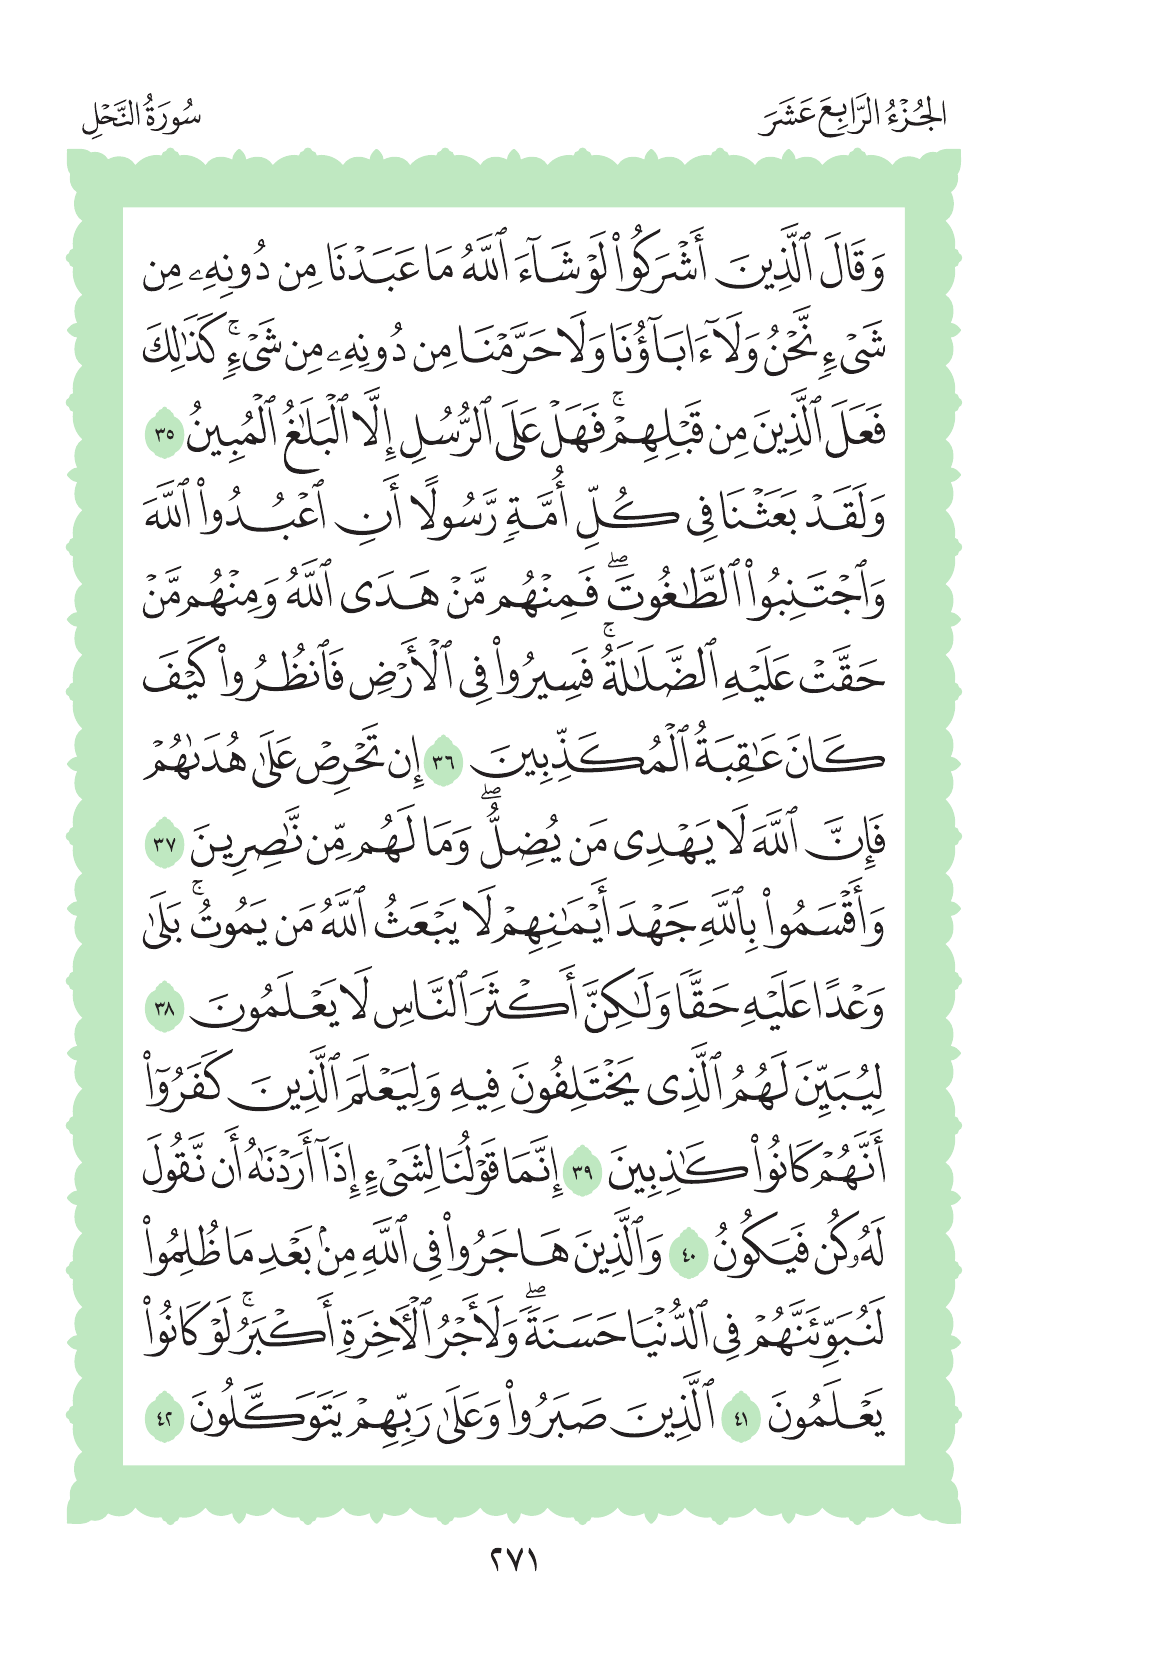 الجُزْءُ الرَّابِعَ عَشَرَ
سُورَةُ النَّحْلِ
وَقَالَ ٱلَّذِينَ أَشْرَكُوا۟ لَوْ شَآءَ ٱللَّهُ مَا عَبَدْنَا مِن دُونِهِۦ مِن
شَىْءٍ نَّحْنُ وَلَآ ءَابَآؤُنَا وَلَا حَرَّمْنَا مِن دُونِهِۦ مِن شَىْءٍ ۚ كَذَٰلِكَ
فَعَلَ ٱلَّذِينَ مِن قَبْلِهِمْ ۚ فَهَلْ عَلَى ٱلرُّسُلِ إِلَّا ٱلْبَلَٰغُ ٱلْمُبِينُ ٣٥
وَلَقَدْ بَعَثْنَا فِى كُلِّ أُمَّةٍ رَّسُولًا أَنِ ٱعْبُدُوا۟ ٱللَّهَ
وَٱجْتَنِبُوا۟ ٱلطَّٰغُوتَ ۖ فَمِنْهُم مَّنْ هَدَى ٱللَّهُ وَمِنْهُم مَّنْ
حَقَّتْ عَلَيْهِ ٱلضَّلَٰلَةُ ۚ فَسِيرُوا۟ فِى ٱلْأَرْضِ فَٱنظُرُوا۟ كَيْفَ
كَانَ عَٰقِبَةُ ٱلْمُكَذِّبِينَ ٣٦ إِن تَحْرِصْ عَلَىٰ هُدَىٰهُمْ
فَإِنَّ ٱللَّهَ لَا يَهْدِى مَن يُضِلُّ ۖ وَمَا لَهُم مِّن نَّٰصِرِينَ ٣٧
وَأَقْسَمُوا۟ بِٱللَّهِ جَهْدَ أَيْمَٰنِهِمْ لَا يَبْعَثُ ٱللَّهُ مَن يَمُوتُ ۚ بَلَىٰ
وَعْدًا عَلَيْهِ حَقًّا وَلَٰكِنَّ أَكْثَرَ ٱلنَّاسِ لَا يَعْلَمُونَ ٣٨
لِيُبَيِّنَ لَهُمُ ٱلَّذِى يَخْتَلِفُونَ فِيهِ وَلِيَعْلَمَ ٱلَّذِينَ كَفَرُوٓا۟
أَنَّهُمْ كَانُوا۟ كَٰذِبِينَ ٣٩ إِنَّمَا قَوْلُنَا لِشَىْءٍ إِذَآ أَرَدْنَٰهُ أَن نَّقُولَ
لَهُۥ كُن فَيَكُونُ ٤٠ وَٱلَّذِينَ هَاجَرُوا۟ فِى ٱللَّهِ مِنۢ بَعْدِ مَا ظُلِمُوا۟
لَنُبَوِّئَنَّهُمْ فِى ٱلدُّنْيَا حَسَنَةً ۖ وَلَأَجْرُ ٱلْءَاخِرَةِ أَكْبَرُ ۚ لَوْ كَانُوا۟
يَعْلَمُونَ ٤١ ٱلَّذِينَ صَبَرُوا۟ وَعَلَىٰ رَبِّهِمْ يَتَوَكَّلُونَ ٤٢
٢٧١